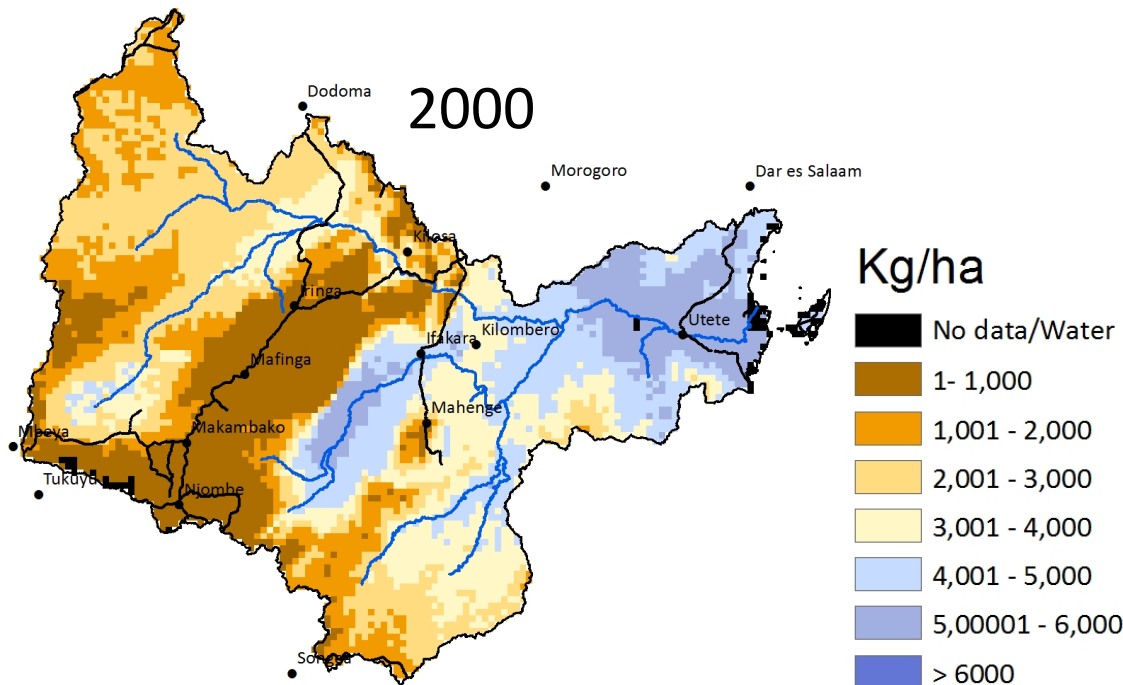 Dodoma
2000
Morogoro
Dar es Salaam
Kilosa
Kg/ha
Iringa
Utete
No data/Water
Kilombero
Ifakara
Mafinga
1- 1,000
Mahenge
1,001 - 2,000
Makambako
Mbeya
2,001 - 3,000
Tukuyu
Njombe
3,001 - 4,000
4,001 - 5,000
5,00001 - 6,000
Songea
> 6000